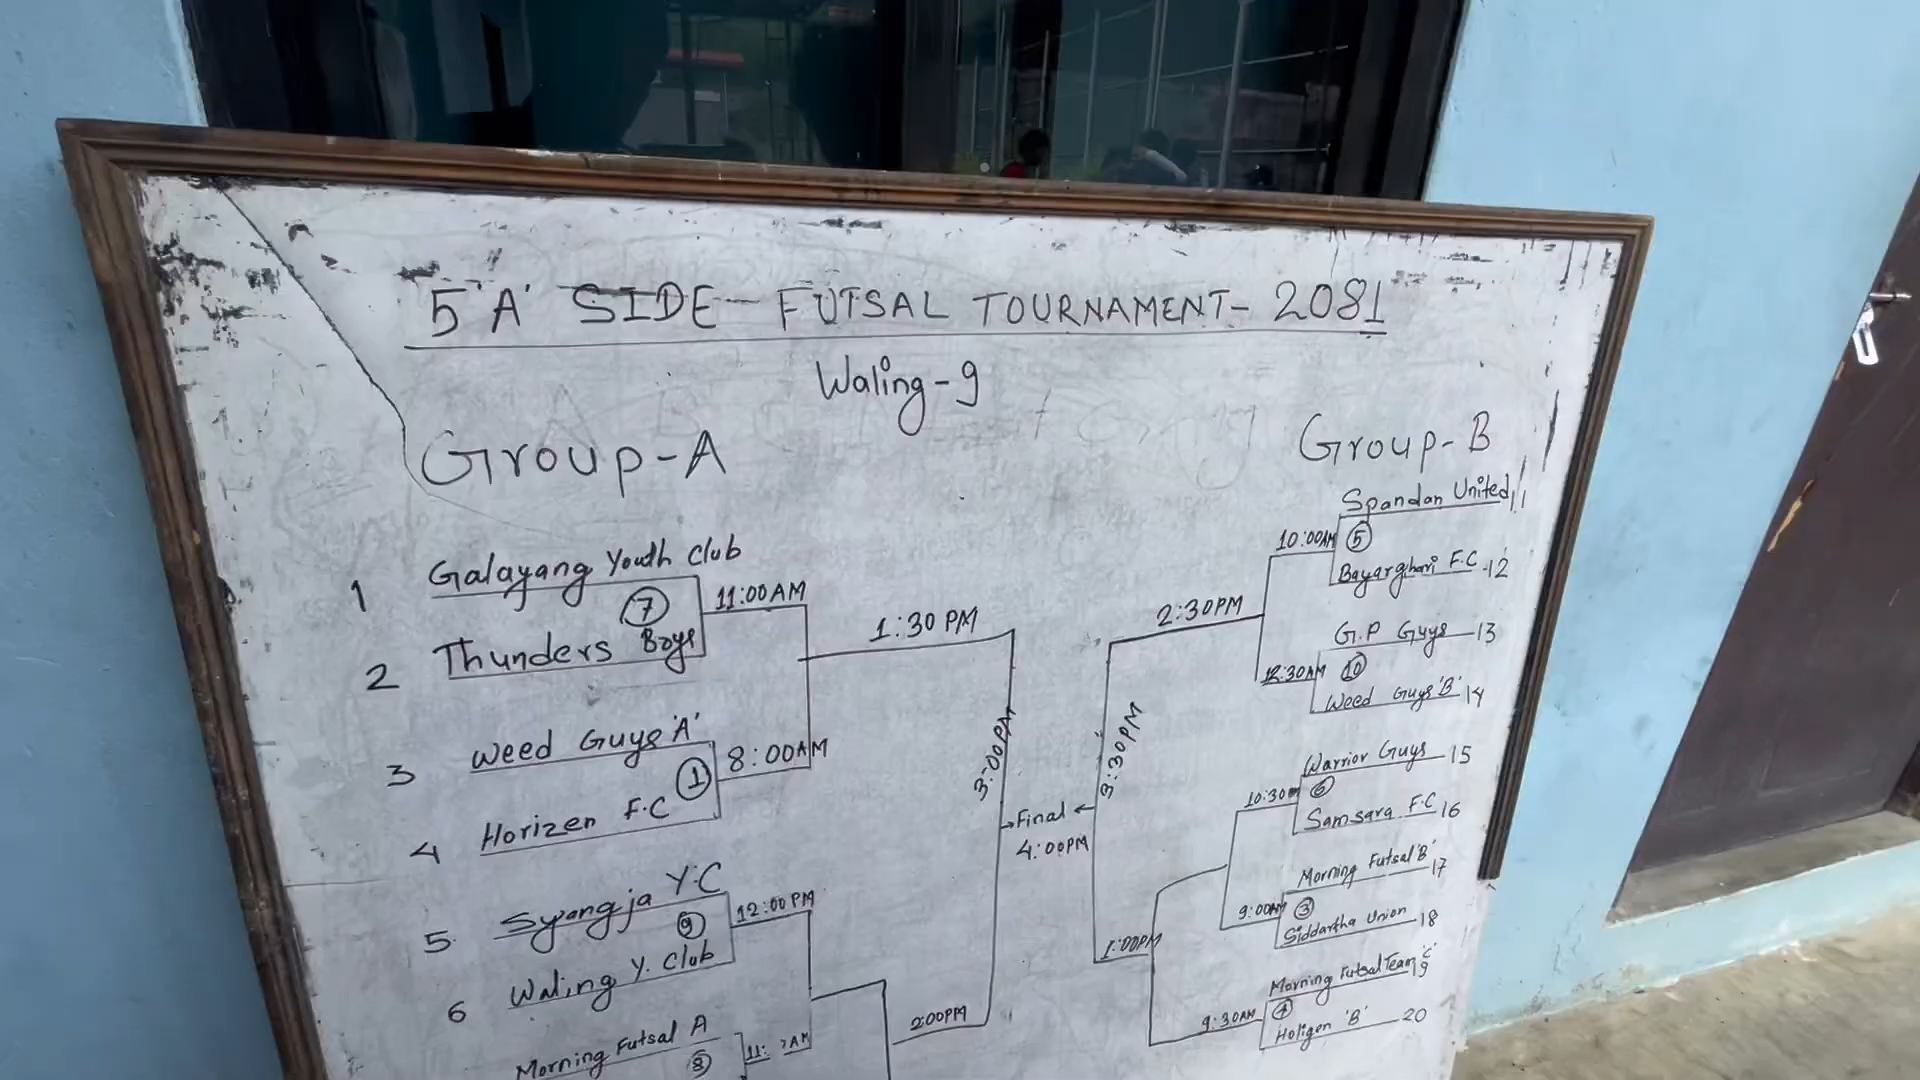 5 'A' SIDE - FUTSAL TOURNAMENT - 2081
Waling - 9
Group-A
1 Galayang Youth Club
7
11:00AM
2 Thunders Boys
1:30 PM
3 Weed Guys 'A'
1
8:00AM
4 Horizen F.C
5 Syangja Y.C
9
12:00 PM
6 Waling Y. Club
Morning Futsal A
8
11:
2:00PM
3:00PM
Final
4:00PM
3:30PM
Group-B
Spandan United 11
10:00AM
5
Bayarghari F.C -12
2:30PM
G.P Guys 13
12:30AM
10
Weed Guys 'B' 14
Warrior Guys 15
10:30
6
Samsara F.C 16
Morning Futsal 'B' 17
9:00AM
3
Siddartha Union 18
1:00PM
Morning Futsal Team 'C' 19
9:30AM
4
Holigen 'B' 20